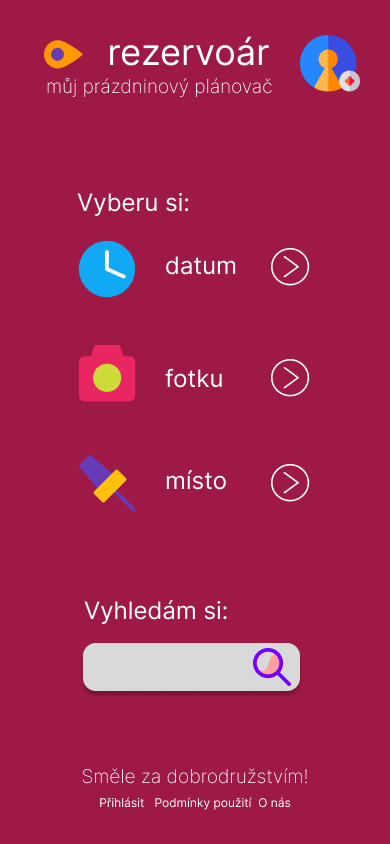 rezervoár
můj prázdninový plánovač
Vyberu si:
datum
fotku
místo
Vyhledám si:
Směle za dobrodružstvím!
Přihlásit Podmínky použití O nás